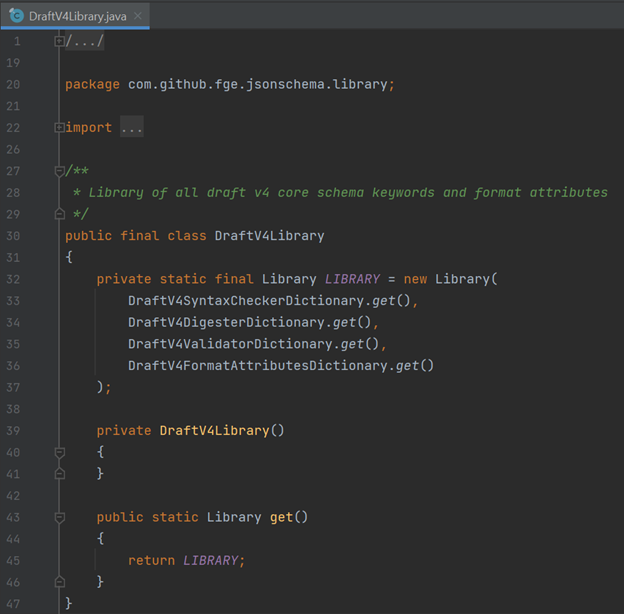 DraftV4Library.java
1 /.../
19
20 package com.github.fge.jsonschema.library;
21
22 import ...
26
27 /**
28  * Library of all draft v4 core schema keywords and format attributes
29  */
30 public final class DraftV4Library
31 {
32     private static final Library LIBRARY = new Library(
33         DraftV4SyntaxCheckerDictionary.get(),
34         DraftV4DigesterDictionary.get(),
35         DraftV4ValidatorDictionary.get(),
36         DraftV4FormatAttributesDictionary.get()
37     );
38
39     private DraftV4Library()
40     {
41     }
42
43     public static Library get()
44     {
45         return LIBRARY;
46     }
47 }